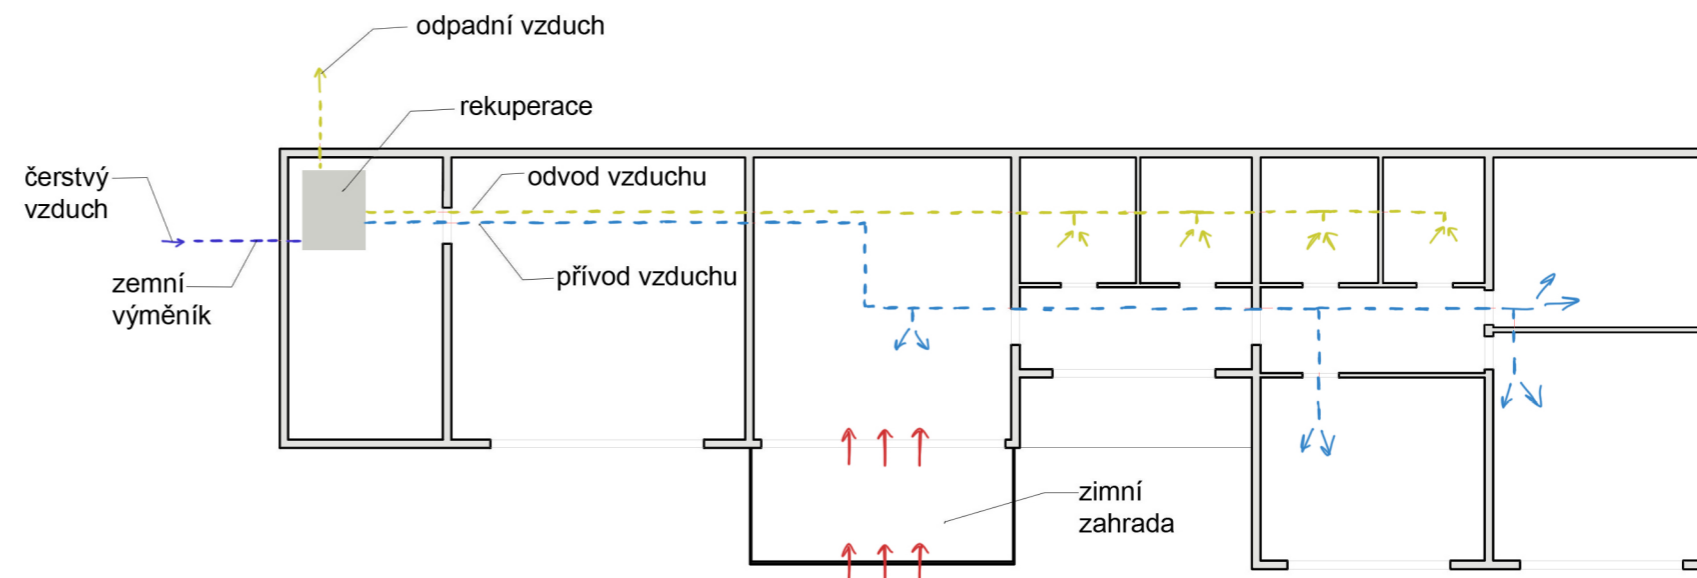 odpadní vzduch
rekuperace
čerstvý
vzduch
odvod vzduchu
přívod vzduchu
zemní
výměník
zimní
zahrada